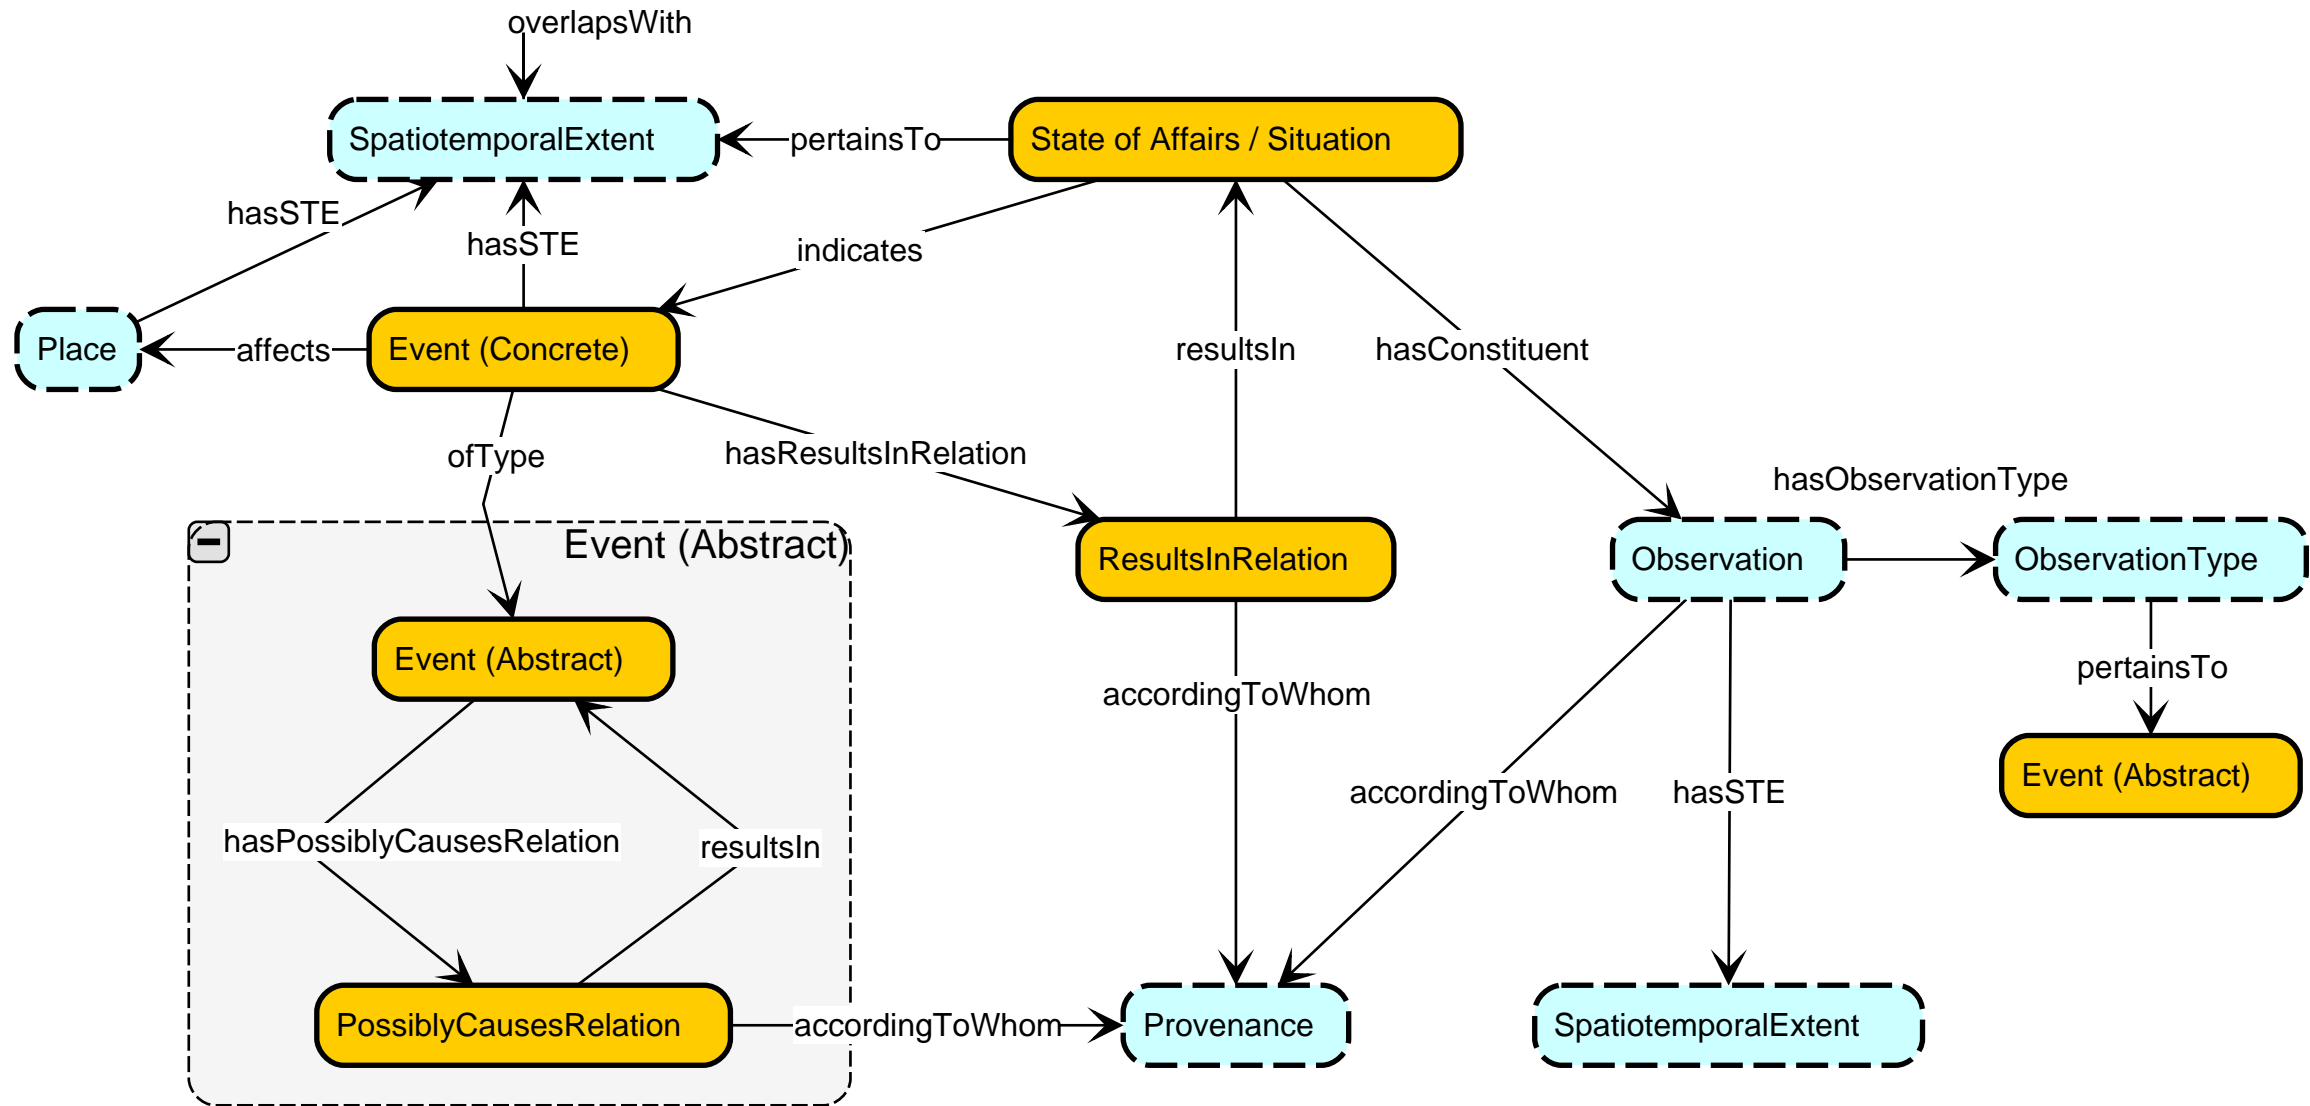 overlapsWith
SpatiotemporalExtent
pertainsTo
State of Affairs / Situation
hasSTE
hasSTE
indicates
Place
affects
Event (Concrete)
resultsIn
hasConstituent
ofType
hasResultsInRelation
hasObservationType
Event (Abstract)
ResultsInRelation
Observation
ObservationType
Event (Abstract)
accordingToWhom
pertainsTo
Event (Abstract)
hasPossiblyCausesRelation
resultsIn
accordingToWhom
hasSTE
PossiblyCausesRelation
accordingToWhom
Provenance
SpatiotemporalExtent